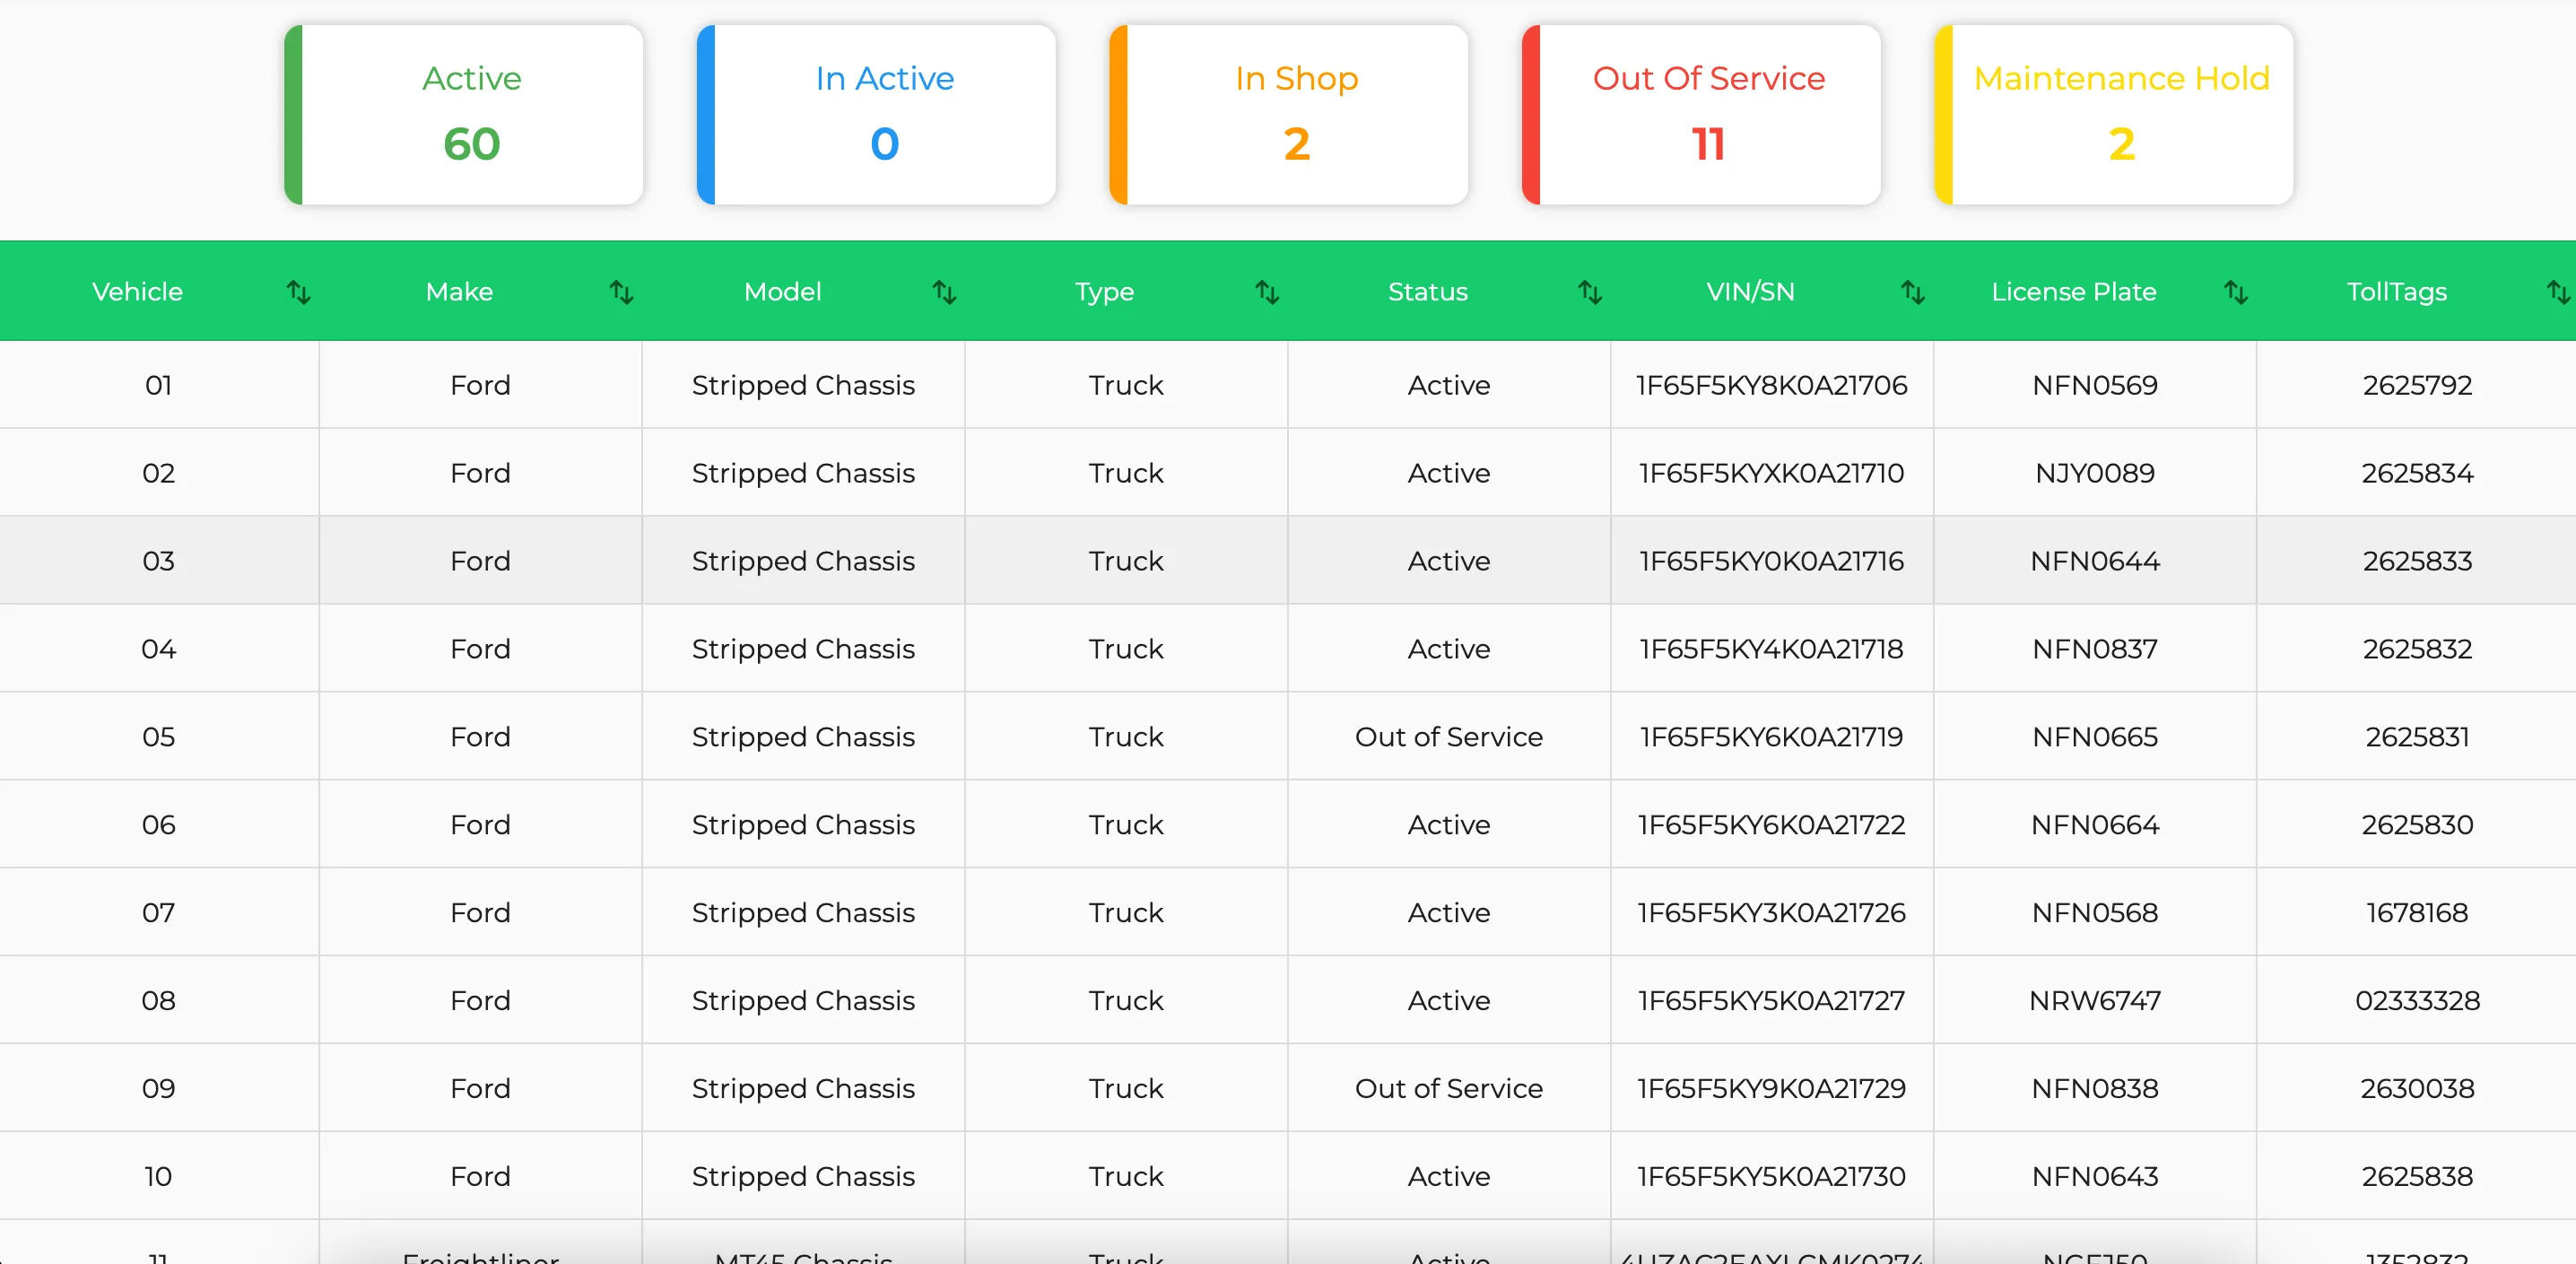 Active In Active In Shop Out Of Service Maintenance Hold
60 0 2 11 2
Vehicle Make Model Type Status VIN/SN License Plate TollTags
01 Ford Stripped Chassis Truck Active 1F65F5KY8K0A21706 NFN0569 2625792
02 Ford Stripped Chassis Truck Active 1F65F5KYXK0A21710 NJY0089 2625834
03 Ford Stripped Chassis Truck Active 1F65F5KY0K0A21716 NFN0644 2625833
04 Ford Stripped Chassis Truck Active 1F65F5KY4K0A21718 NFN0837 2625832
05 Ford Stripped Chassis Truck Out of Service 1F65F5KY6K0A21719 NFN0665 2625831
06 Ford Stripped Chassis Truck Active 1F65F5KY6K0A21722 NFN0664 2625830
07 Ford Stripped Chassis Truck Active 1F65F5KY3K0A21726 NFN0568 1678168
08 Ford Stripped Chassis Truck Active 1F65F5KY5K0A21727 NRW6747 02333328
09 Ford Stripped Chassis Truck Out of Service 1F65F5KY9K0A21729 NFN0838 2630038
10 Ford Stripped Chassis Truck Active 1F65F5KY5K0A21730 NFN0643 2625838
11 Freightliner MT45 Chassis Truck Active